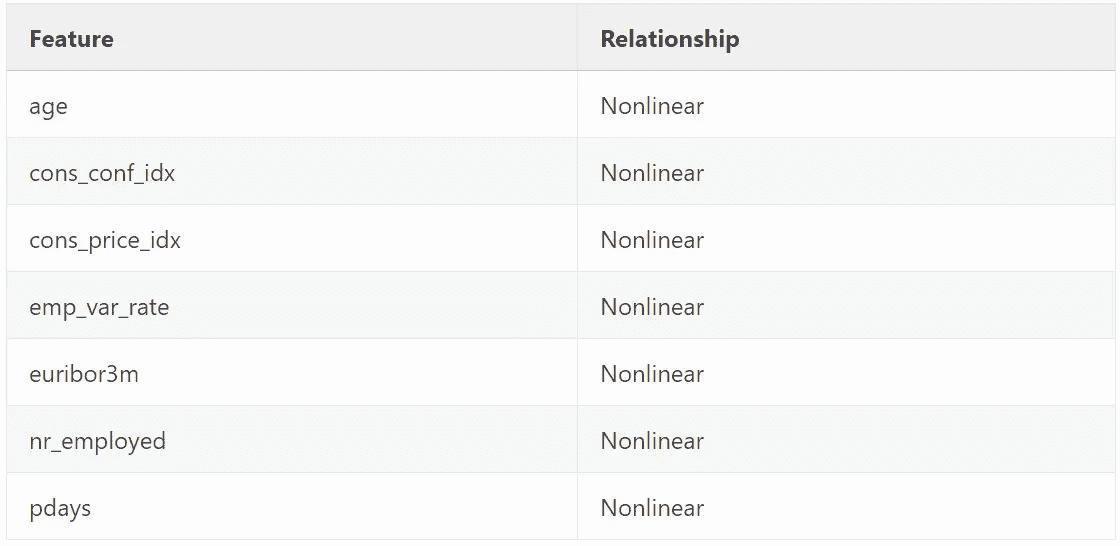 Feature Relationship
age Nonlinear
cons_conf_idx Nonlinear
cons_price_idx Nonlinear
emp_var_rate Nonlinear
euribor3m Nonlinear
nr_employed Nonlinear
pdays Nonlinear